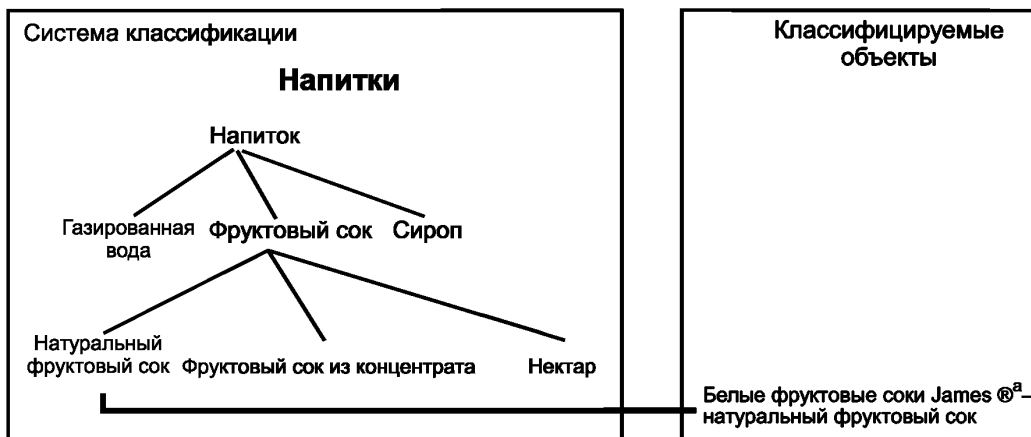 Система классификации
Напитки
Напиток
Газированная
вода
Фруктовый сок
Сироп
Натуральный
фруктовый сок
Фруктовый сок из концентрата
Нектар
Классифицируемые
объекты
Белые фруктовые соки James ®a–
натуральный фруктовый сок